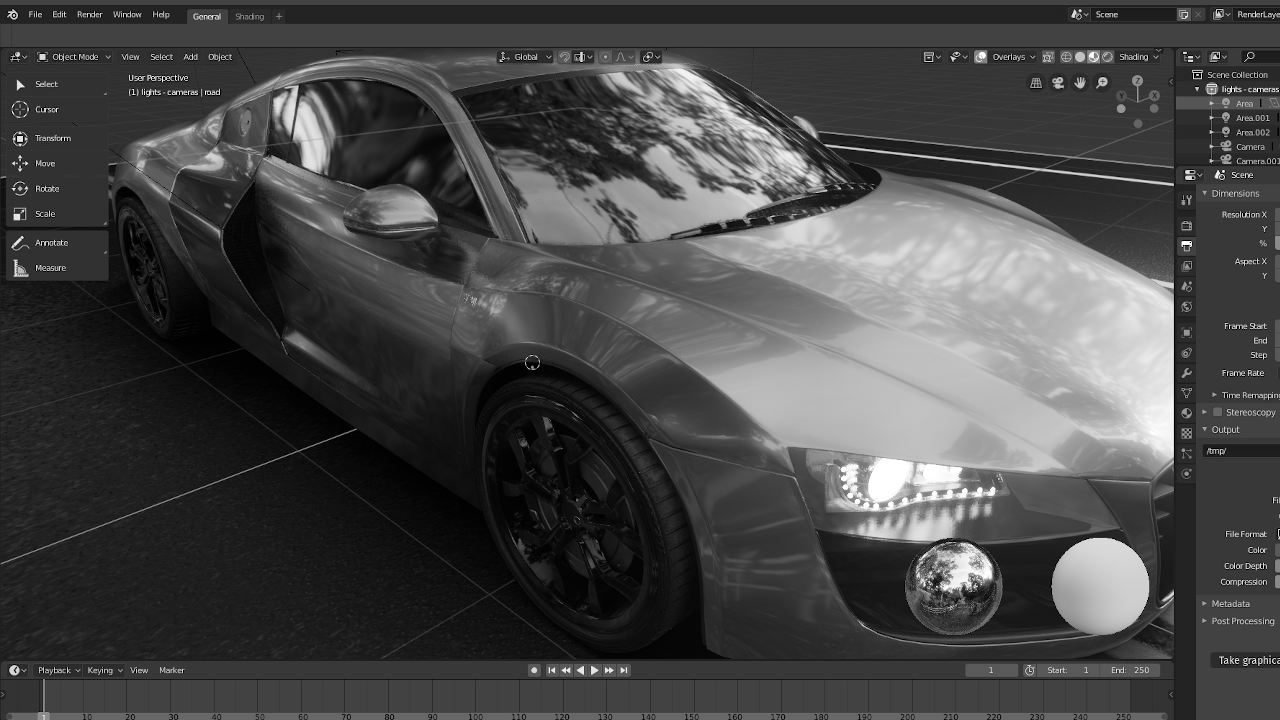 File Edit Render Window Help General Shading +
Scene RenderLaye
Object Mode View Select Add Object Global Overlays Shading
User Perspective
(1) lights - cameras | road
Select
Cursor
Transform
Move
Rotate
Scale
Annotate
Measure
Z
Y X
Scene Collection
lights - cameras
Area
Area.001
Area.002
Camera
Camera.001
Scene
Dimensions
Resolution X
Y
%
Aspect X
Y
Frame Start
End
Step
Frame Rate
Time Remapping
Stereoscopy
Output
/tmp/
File Format
Color
Color Depth
Compression
Metadata
Post Processing
Take graphica
Playback Keying View Marker 1 Start: 1 End: 250
1 10 20 30 40 50 60 70 80 90 100 110 120 130 140 150 160 170 180 190 200 210 220 230 240 250